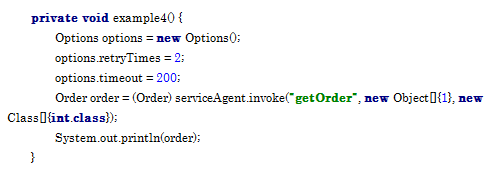 private void example4() {
Options options = new Options();
options.retryTimes = 2;
options.timeout = 200;
Order order = (Order) serviceAgent.invoke("getOrder", new Object[]{1}, new
Class[]{int.class});
System.out.println(order);
}